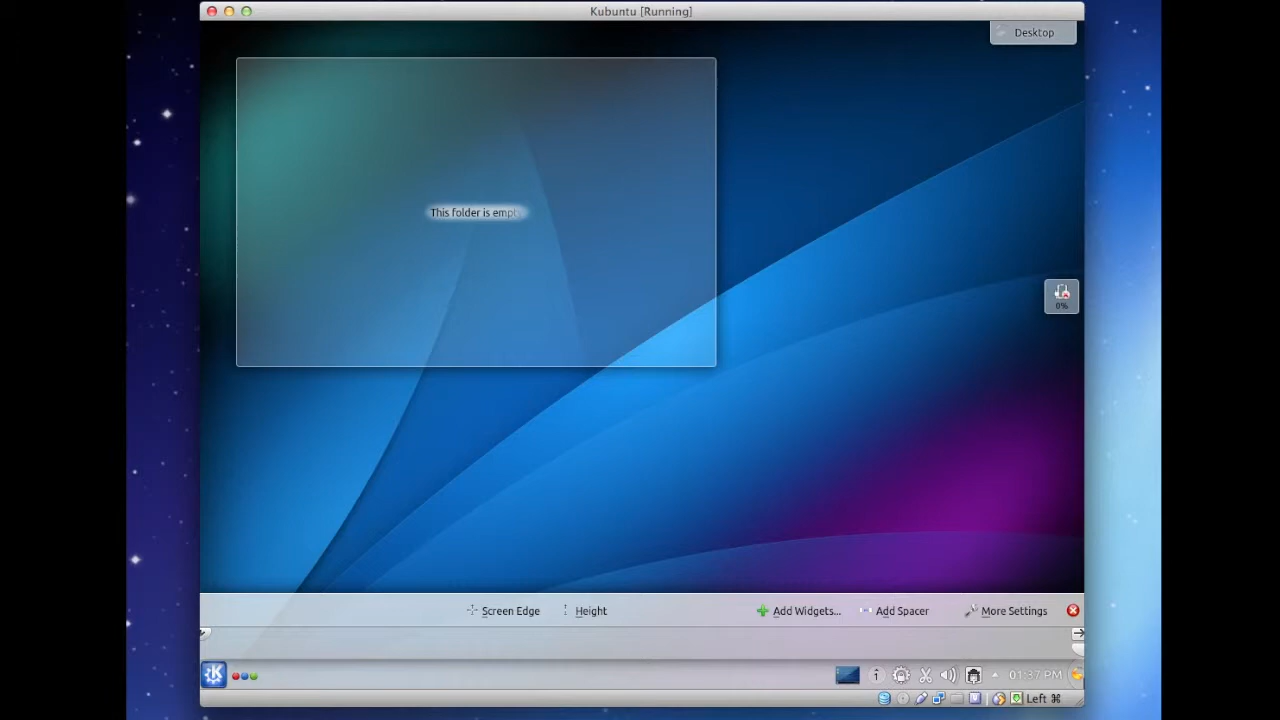 Kubuntu [Running]
Desktop
This folder is empt
0%
Screen Edge
Height
Add Widgets...
Add Spacer
More Settings
01:37 PM
Left ⌘